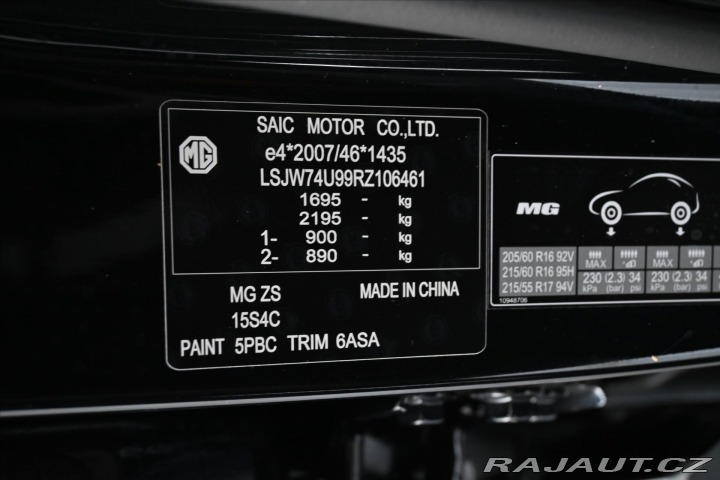 SAIC MOTOR CO.,LTD.
MG
e4*2007/46*1435
LSJW74U99RZ106461
1695 - kg
2195 - kg
1- 900 - kg
2- 890 - kg
MG ZS MADE IN CHINA
15S4C
PAINT 5PBC TRIM 6ASA
MG
205/60 R16 92V
215/60 R16 95H
215/55 R17 94V
MAX MAX
230 (2.3) 34 230 (2.3) 34
kPa (bar) psi kPa (bar) psi
10948706
RAJAUT.CZ